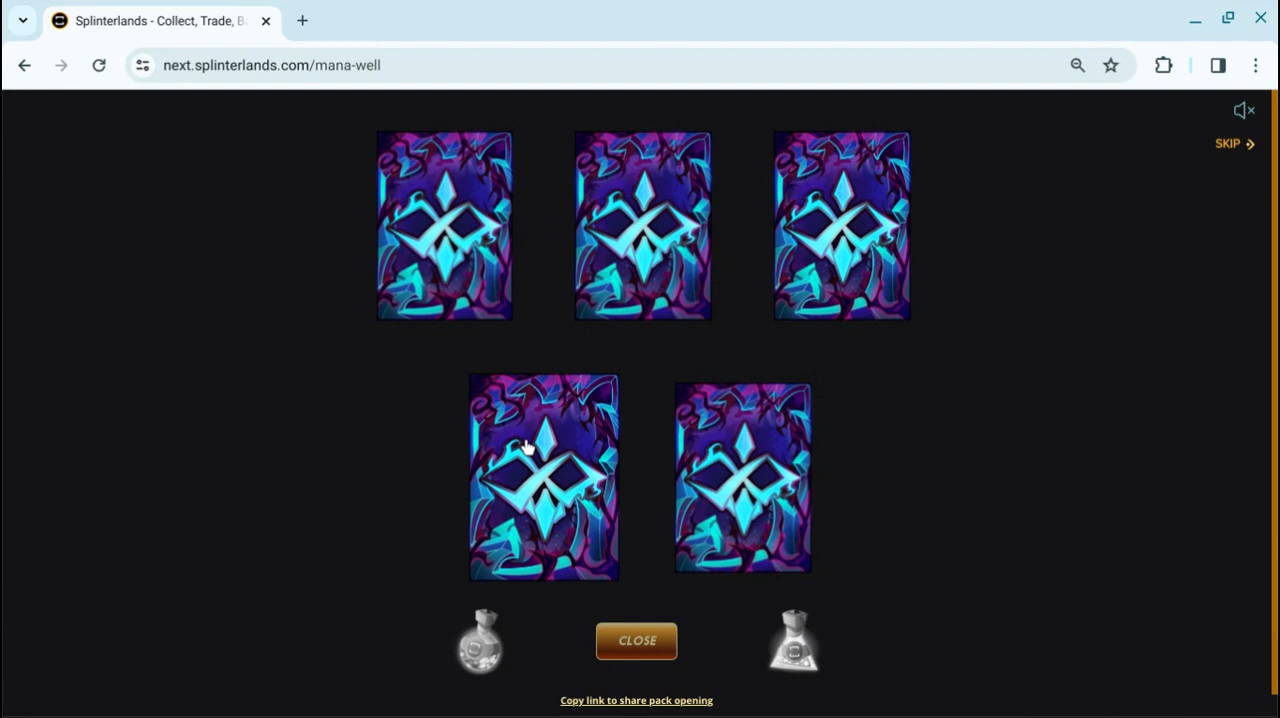 Splinterlands - Collect, Trade, B
next.splinterlands.com/mana-well
SKIP
CLOSE
Copy link to share pack opening